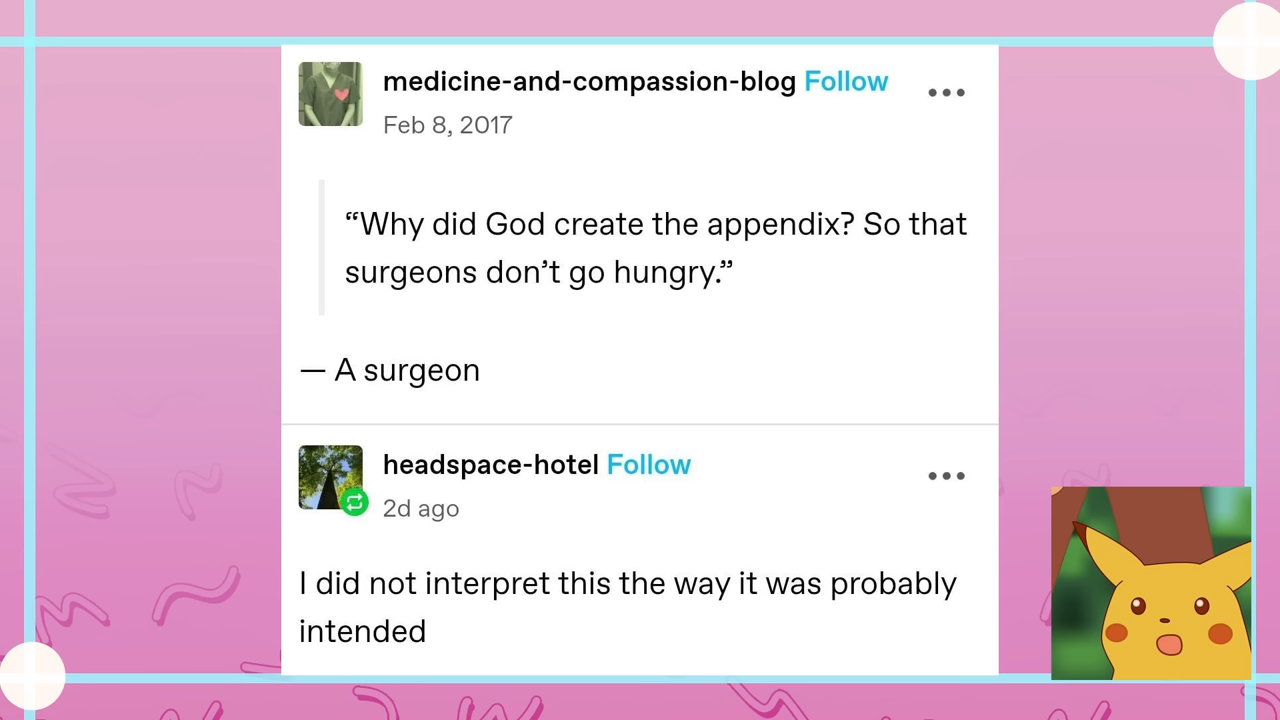 medicine-and-compassion-blog Follow
Feb 8, 2017
“Why did God create the appendix? So that
surgeons don’t go hungry.”
— A surgeon
headspace-hotel Follow
2d ago
I did not interpret this the way it was probably
intended